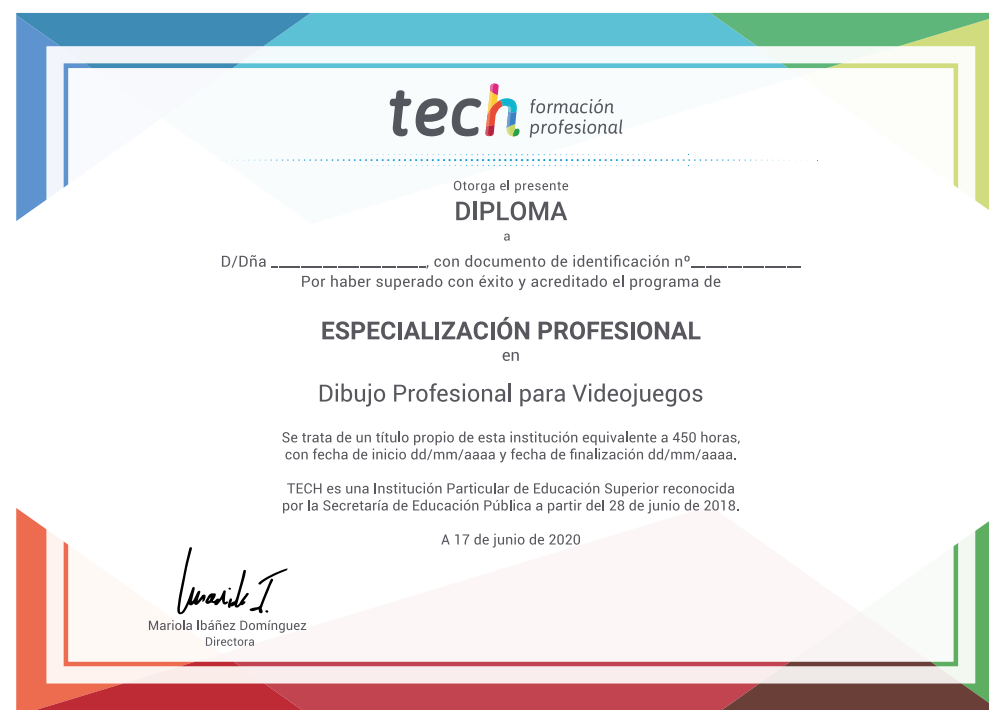 tech formación
profesional
Otorga el presente
DIPLOMA
a
D/Dña ____________________, con documento de identificación nº______________
Por haber superado con éxito y acreditado el programa de
ESPECIALIZACIÓN PROFESIONAL
en
Dibujo Profesional para Videojuegos
Se trata de un título propio de esta institución equivalente a 450 horas,
con fecha de inicio dd/mm/aaaa y fecha de finalización dd/mm/aaaa.
TECH es una Institución Particular de Educación Superior reconocida
por la Secretaría de Educación Pública a partir del 28 de junio de 2018.
A 17 de junio de 2020
Mariola Ibáñez Domínguez
Directora